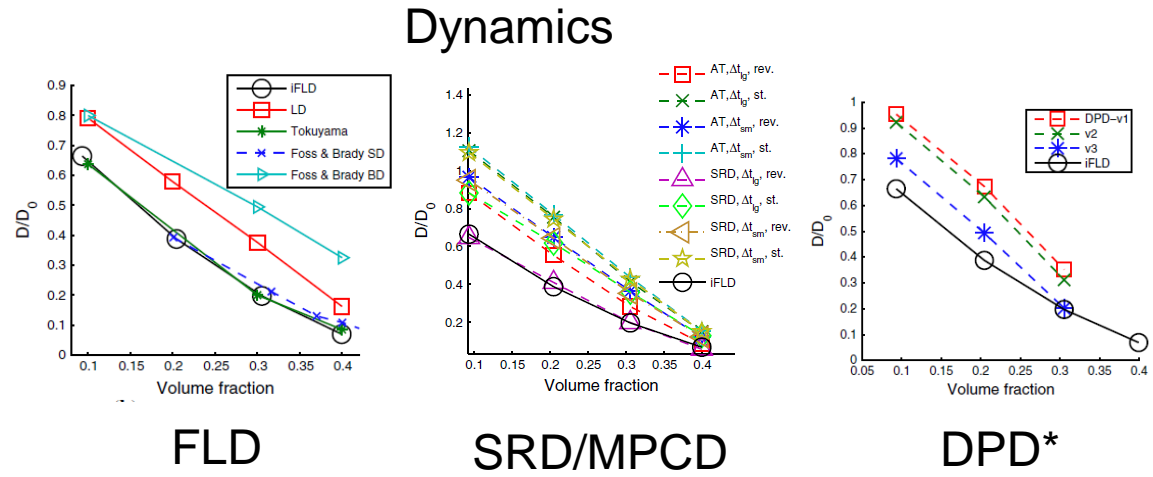 Dynamics
0.9
0.8
0.7
0.6
0.5
0.4
0.3
0.2
0.1
0
D/D0
0.1
0.15
0.2
0.25
0.3
0.35
0.4
Volume fraction
iFLD
LD
Tokuyama
Foss & Brady SD
Foss & Brady BD
FLD
1.4
1.2
1
0.8
0.6
0.4
0.2
D/D0
0.1
0.15
0.2
0.25
0.3
0.35
0.4
Volume fraction
AT,Δtlg, rev.
AT,Δtlg, st.
AT,Δtsm, rev.
AT,Δtsm, st.
SRD, Δtlg, rev.
SRD, Δtlg, st.
SRD, Δtsm, rev.
SRD, Δtsm, st.
iFLD
SRD/MPCD
1
0.9
0.8
0.7
0.6
0.5
0.4
0.3
0.2
0.1
0
D/D0
0.05
0.1
0.15
0.2
0.25
0.3
0.35
0.4
Volume fraction
DPD−v1
v2
v3
iFLD
DPD*